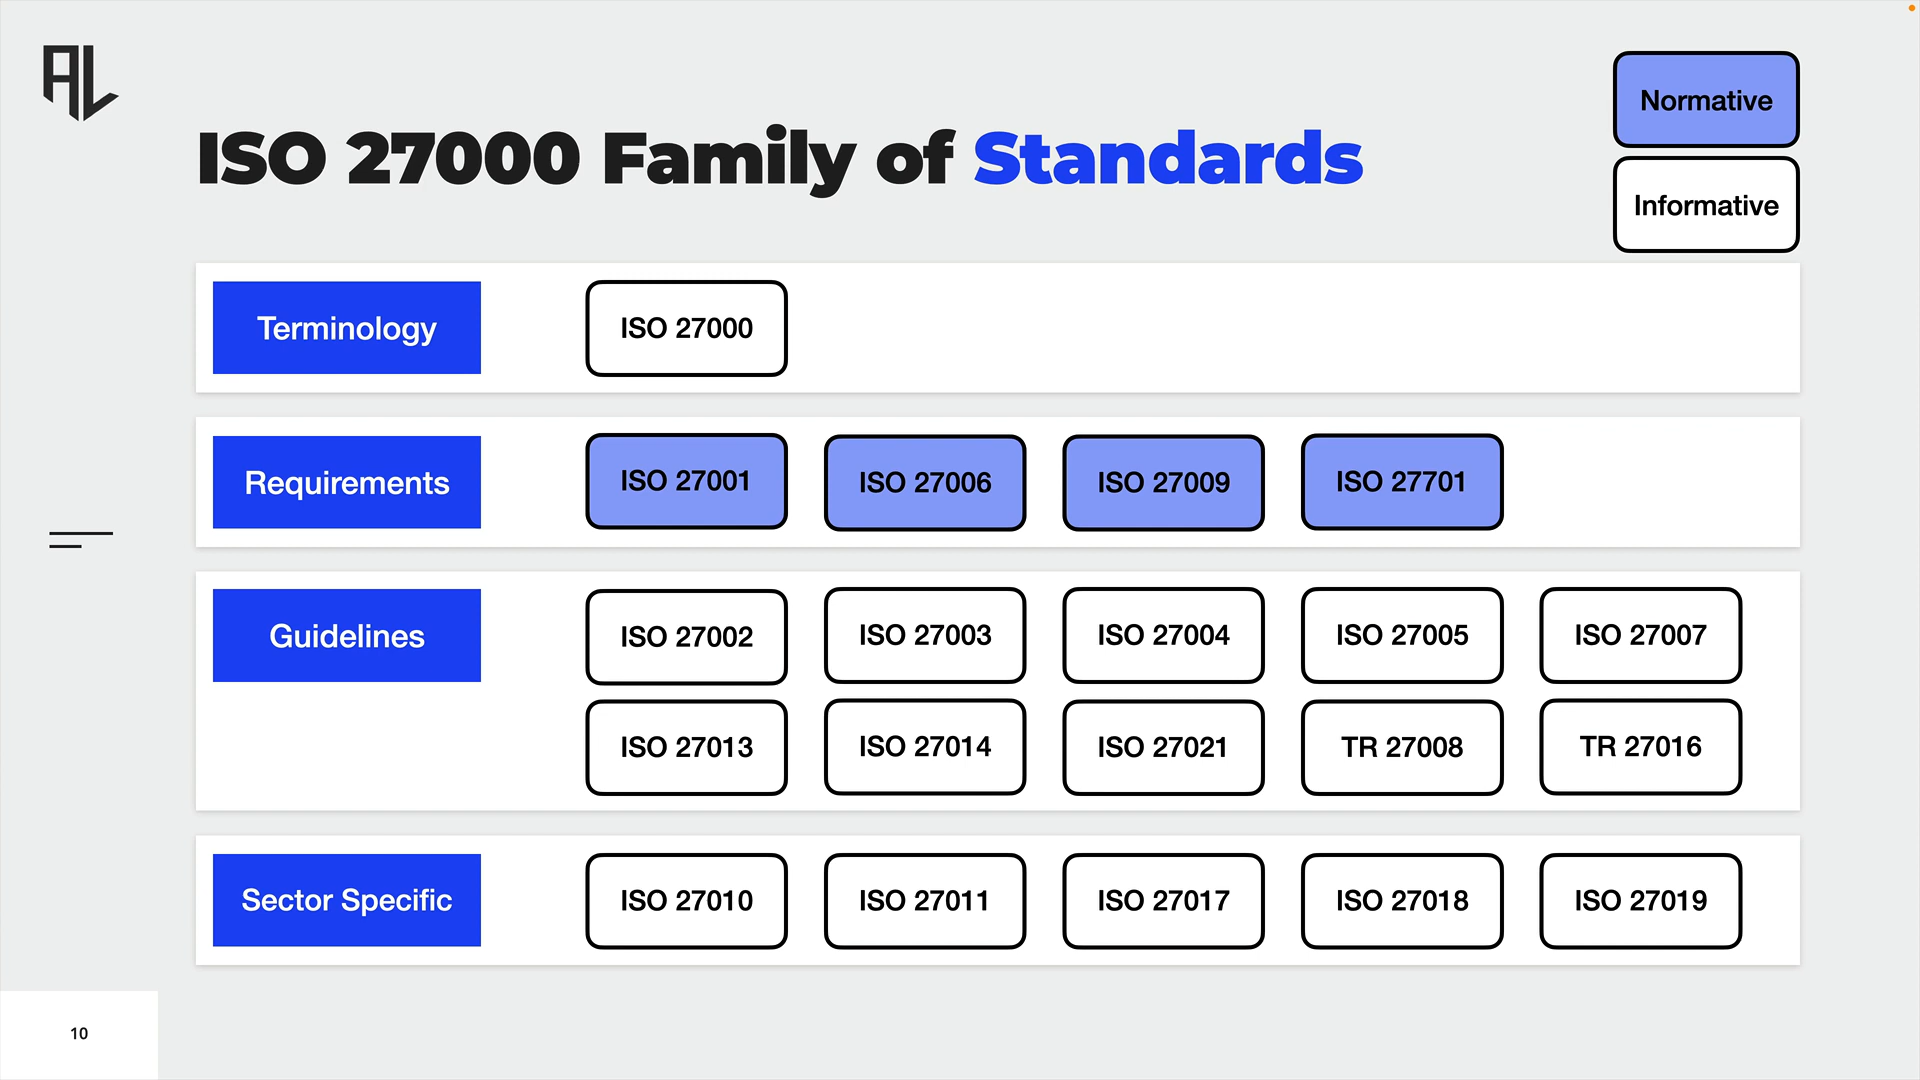 AL
ISO 27000 Family of Standards
Normative
Informative
Terminology
ISO 27000
Requirements
ISO 27001
ISO 27006
ISO 27009
ISO 27701
Guidelines
ISO 27002
ISO 27003
ISO 27004
ISO 27005
ISO 27007
ISO 27013
ISO 27014
ISO 27021
TR 27008
TR 27016
Sector Specific
ISO 27010
ISO 27011
ISO 27017
ISO 27018
ISO 27019
10